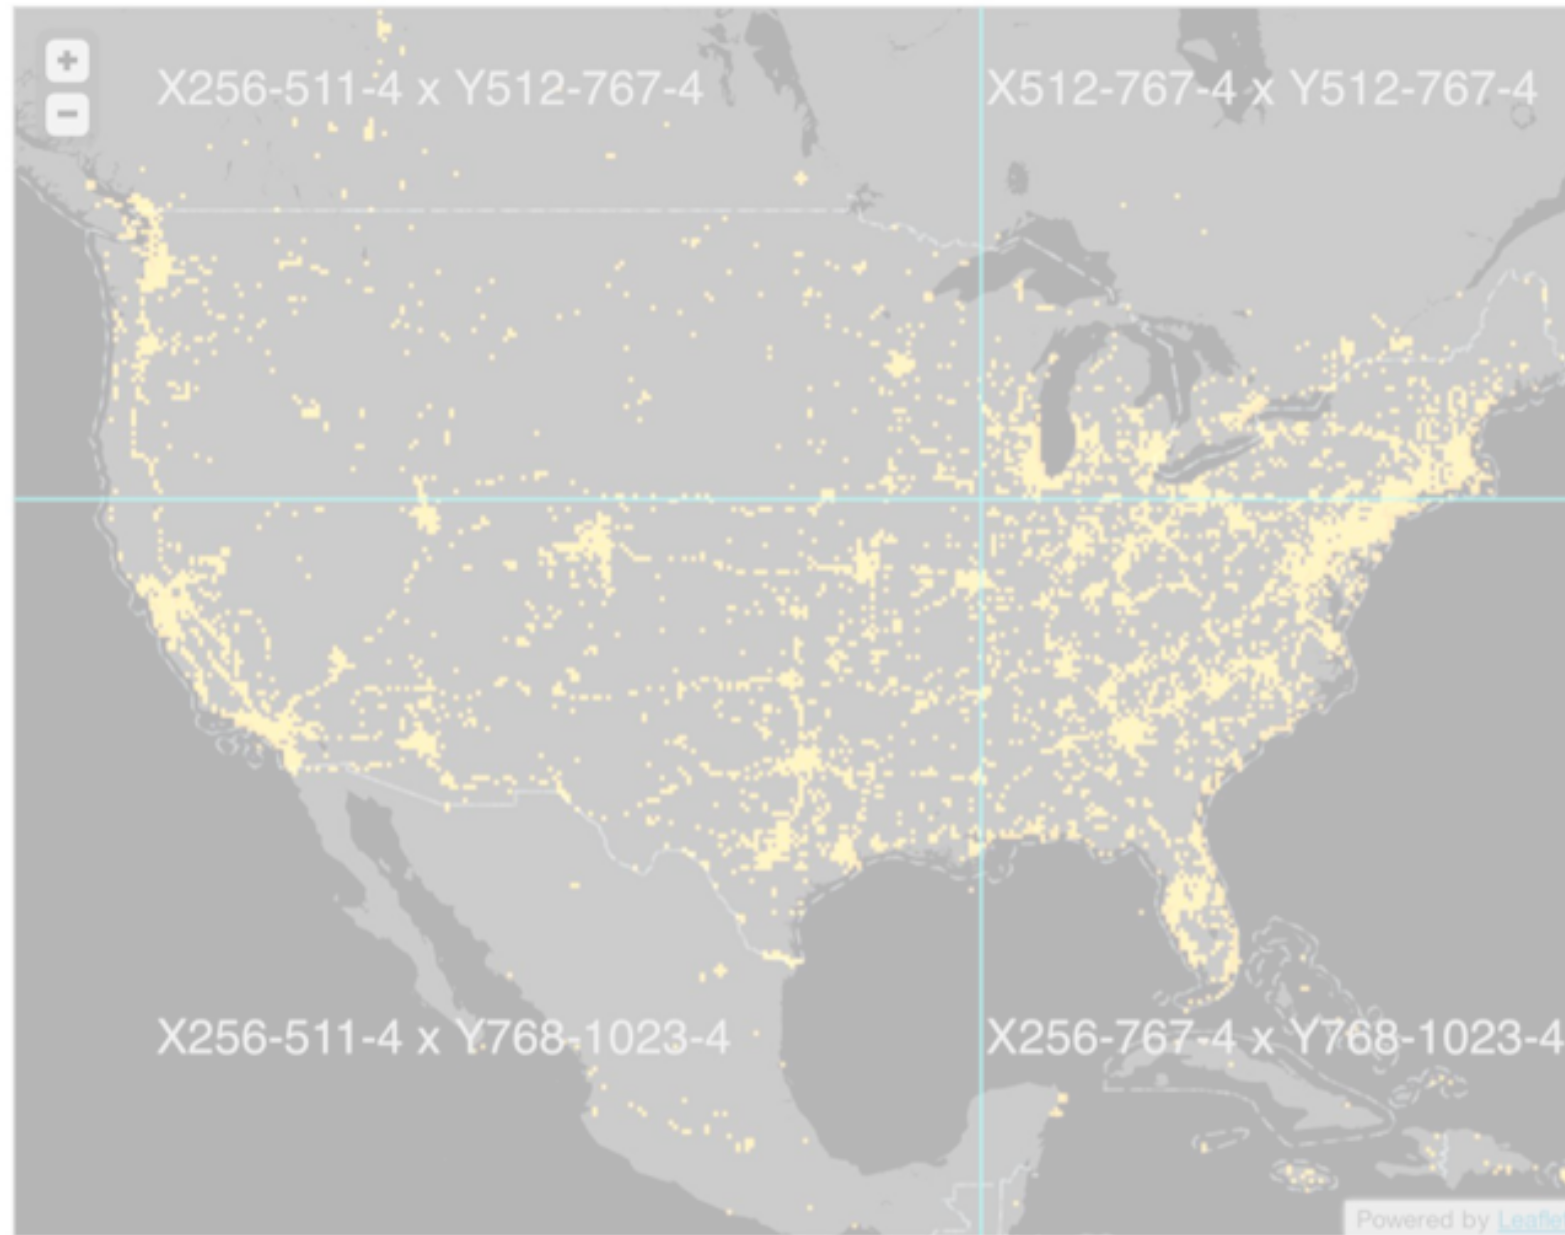 +
X256-511-4 x Y512-767-4
X512-767-4 x Y512-767-4
−
X256-511-4 x Y768-1023-4
X256-767-4 x Y768-1023-4
Powered by Leafle